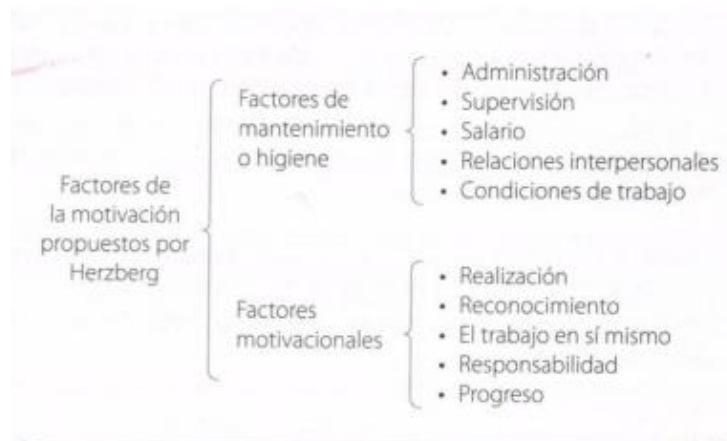 Factores de
la motivación
propuestos por
Herzberg
Factores de
mantenimiento
o higiene
• Administración
• Supervisión
• Salario
• Relaciones interpersonales
• Condiciones de trabajo
Factores
motivacionales
• Realización
• Reconocimiento
• El trabajo en sí mismo
• Responsabilidad
• Progreso